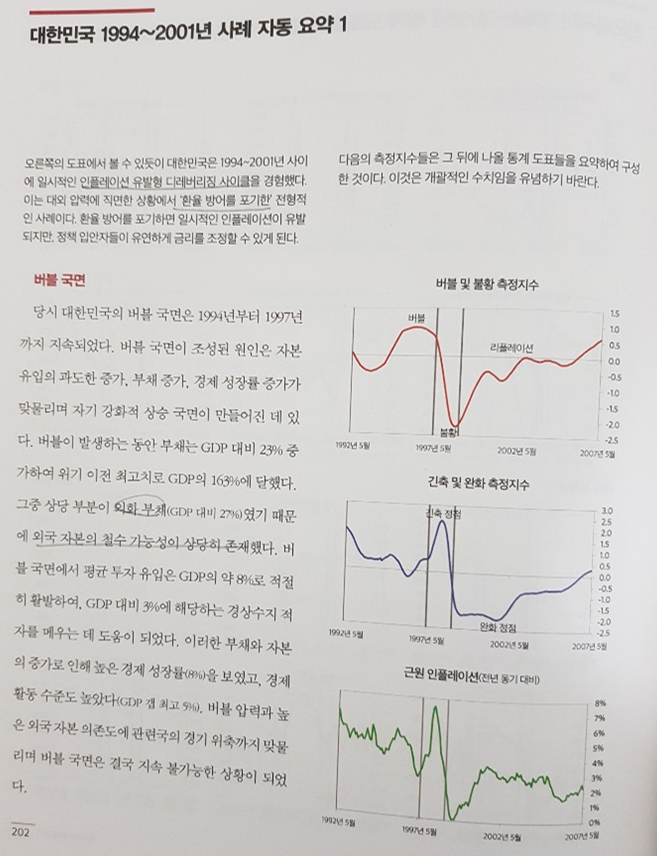 대한민국 1994~2001년 사례 자동 요약 1
오른쪽의 도표에서 볼 수 있듯이 대한민국은 1994~2001년 사이
에 일시적인 인플레이션 유발형 디레버리징 사이클을 경험했다.
이는 대외 압력에 직면한 상황에서 '환율 방어를 포기한' 전형적
인 사례이다. 환율 방어를 포기하면 일시적인 인플레이션이 유발
되지만, 정책 입안자들이 유연하게 금리를 조정할 수 있게 된다.
다음의 측정지수들은 그 뒤에 나올 통계 도표들을 요약하여 구성
한 것이다. 이것은 개괄적인 수치임을 유념하기 바란다.
버블 국면
당시 대한민국의 버블 국면은 1994년부터 1997년
까지 지속되었다. 버블 국면이 조성된 원인은 자본
유입의 과도한 증가, 부채 증가, 경제 성장률 증가가
맞물리며 자기 강화적 상승 국면이 만들어진 데 있
다. 버블이 발생하는 동안 부채는 GDP 대비 23% 증
가하여 위기 이전 최고치로 GDP의 163%에 달했다.
그중 상당 부분이 외화 부채(GDP 대비 27%)였기 때문
에 외국 자본의 철수 가능성이 상당히 존재했다. 버
블 국면에서 평균 투자 유입은 GDP의 약 8%로 적절
히 활발하여, GDP 대비 3%에 해당하는 경상수지 적
자를 메우는 데 도움이 되었다. 이러한 부채와 자본
의 증가로 인해 높은 경제 성장률(8%)을 보였고, 경제
활동 수준도 높았다(GDP 갭 최고 5%). 버블 압력과 높
은 외국 자본 의존도에 관련국의 경기 위축까지 맞물
리며 버블 국면은 결국 지속 불가능한 상황이 되었
다.
202
버블 및 불황 측정지수
버블
리플레이션
불황
1.5
1.0
0.5
0.0
-0.5
-1.0
-1.5
-2.0
-2.5
1992년 5월
1997년 5월
2002년 5월
2007년 5월
긴축 및 완화 측정지수
긴축 정점
완화 정점
3.0
2.5
2.0
1.5
1.0
0.5
0.0
-0.5
-1.0
-1.5
-2.0
-2.5
1992년 5월
1997년 5월
2002년 5월
2007년 5월
근원 인플레이션(전년 동기 대비)
8%
7%
6%
5%
4%
3%
2%
1%
0%
1992년 5월
1997년 5월
2002년 5월
2007년 5월